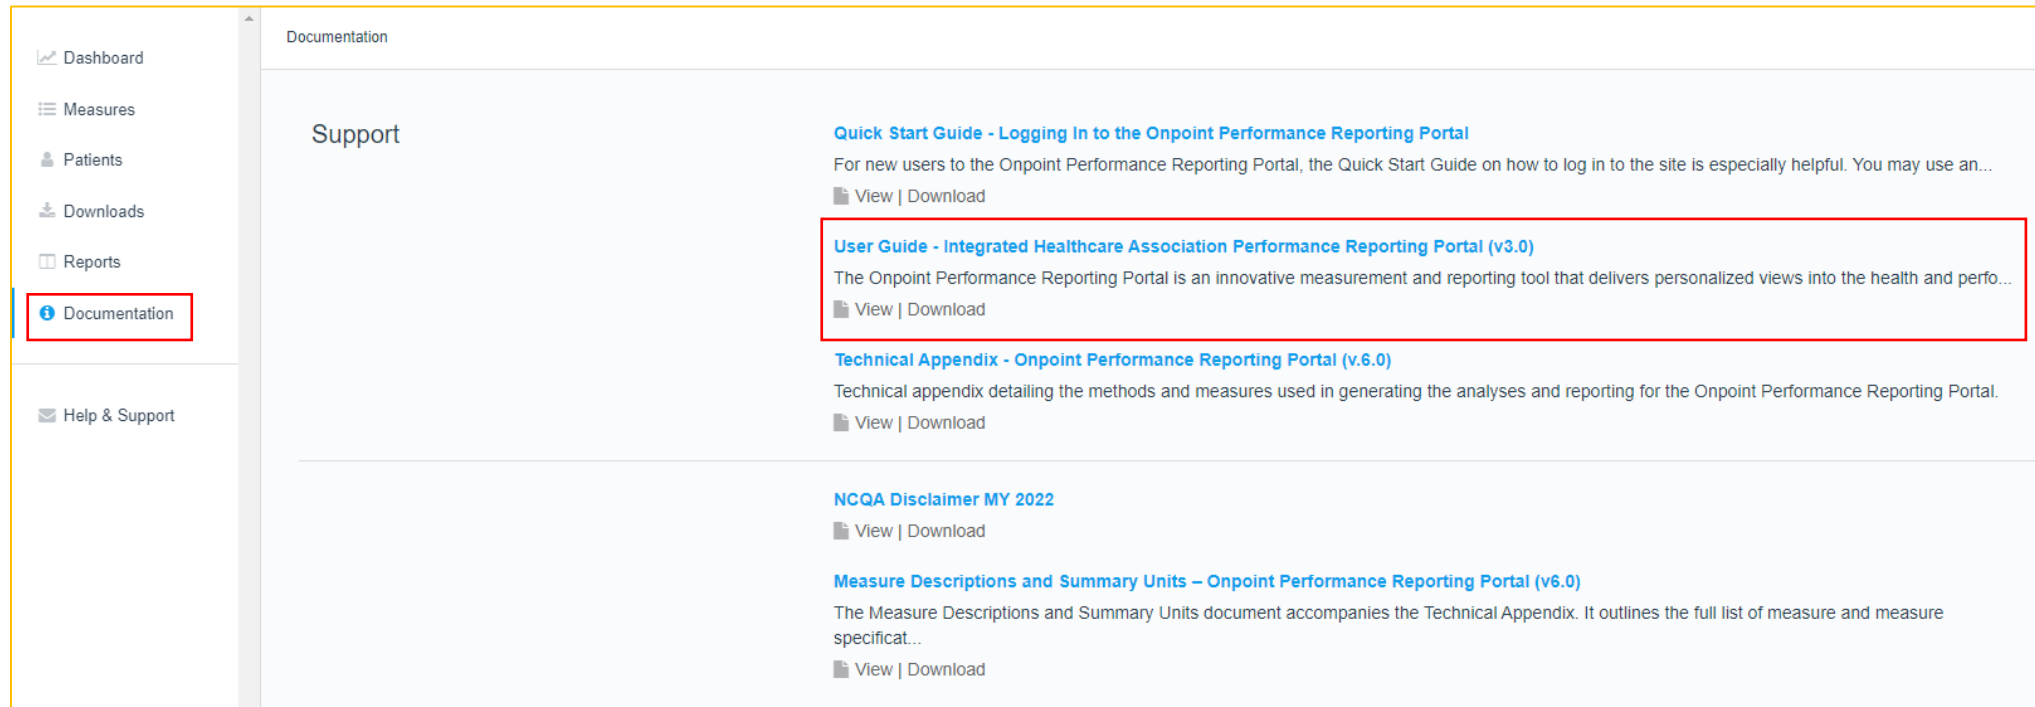 Dashboard
Measures
Patients
Downloads
Reports
Documentation
Help & Support
Documentation
Support
Quick Start Guide - Logging In to the Onpoint Performance Reporting Portal
For new users to the Onpoint Performance Reporting Portal, the Quick Start Guide on how to log in to the site is especially helpful. You may use an...
View | Download
User Guide - Integrated Healthcare Association Performance Reporting Portal (v3.0)
The Onpoint Performance Reporting Portal is an innovative measurement and reporting tool that delivers personalized views into the health and perfo...
View | Download
Technical Appendix - Onpoint Performance Reporting Portal (v.6.0)
Technical appendix detailing the methods and measures used in generating the analyses and reporting for the Onpoint Performance Reporting Portal.
View | Download
NCQA Disclaimer MY 2022
View | Download
Measure Descriptions and Summary Units – Onpoint Performance Reporting Portal (v6.0)
The Measure Descriptions and Summary Units document accompanies the Technical Appendix. It outlines the full list of measure and measure
specificat...
View | Download